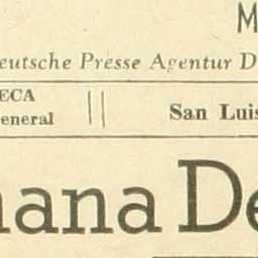 M
eutsche Presse Agentur D
ECA
eneral
San Luis
ana De